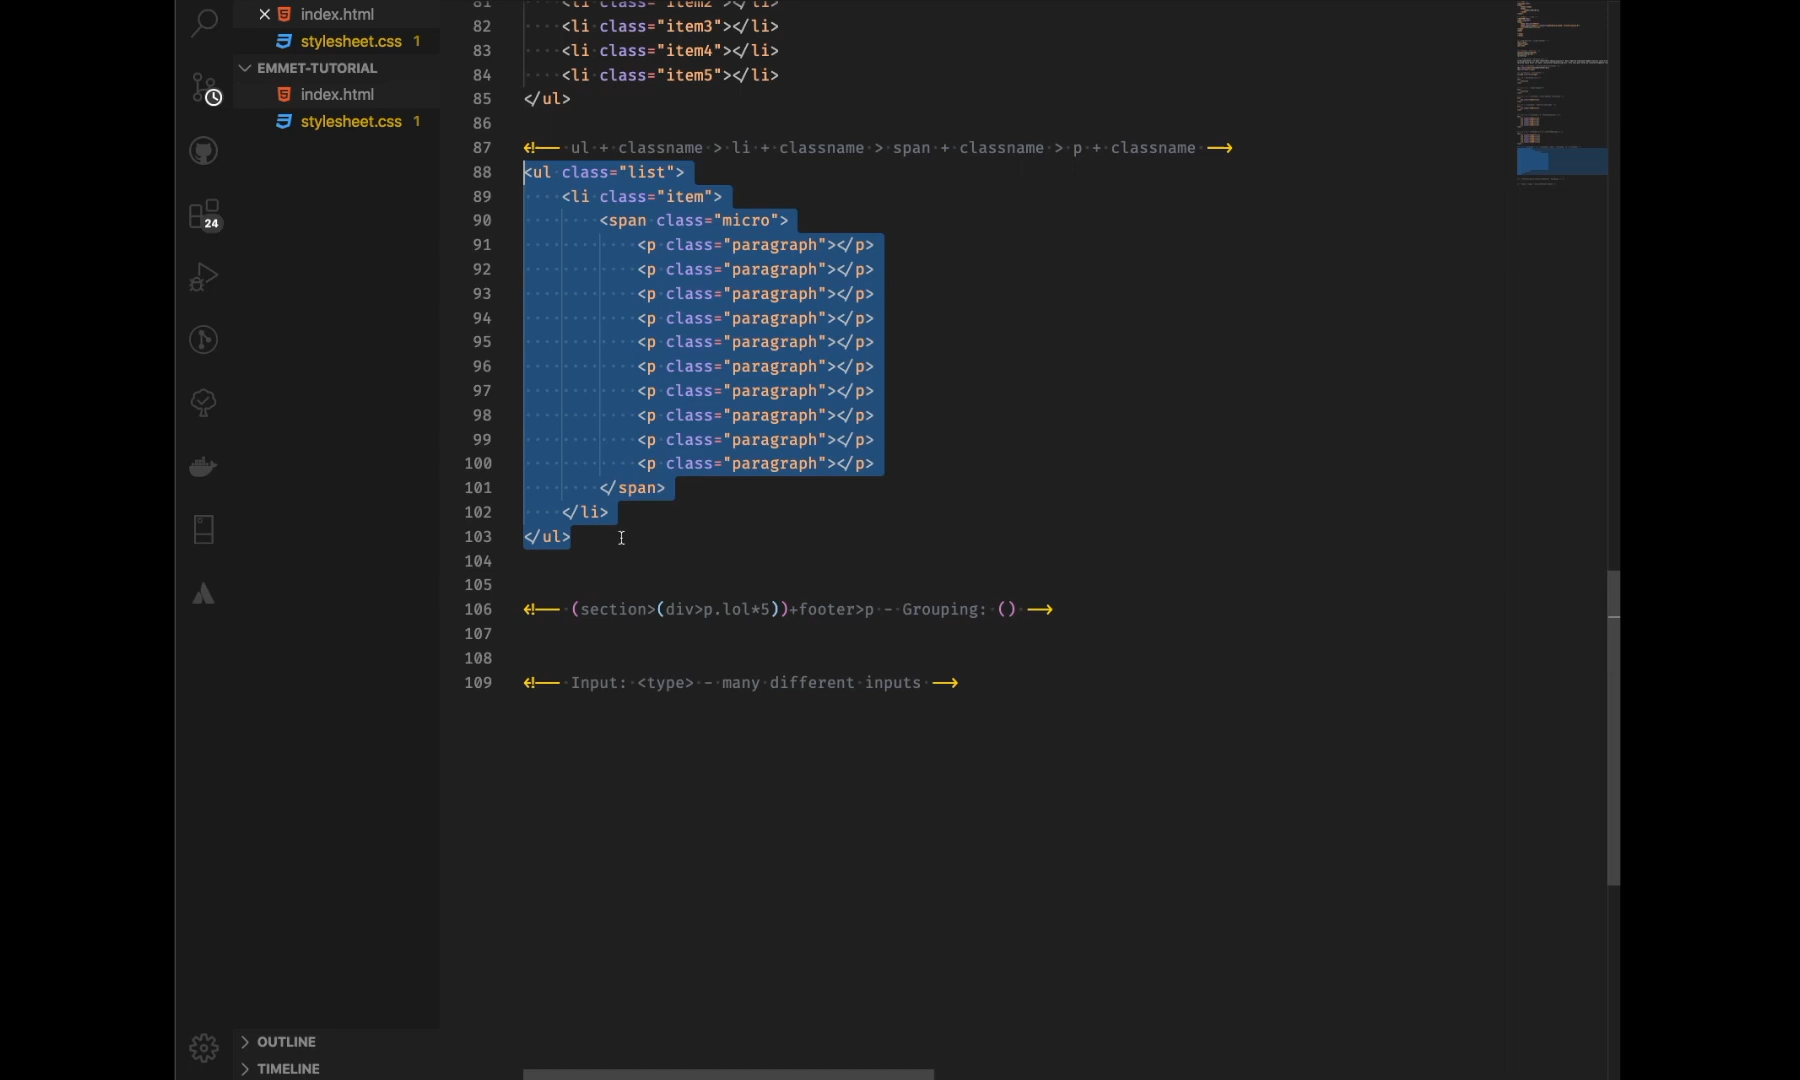 index.html
stylesheet.css 1
EMMET-TUTORIAL
index.html
stylesheet.css 1
24
OUTLINE
TIMELINE
81 <li class="item2"></li>
82 <li class="item3"></li>
83 <li class="item4"></li>
84 <li class="item5"></li>
85 </ul>
86
87 <!-- ul + classname > li + classname > span + classname > p + classname -->
88 <ul class="list">
89 <li class="item">
90 <span class="micro">
91 <p class="paragraph"></p>
92 <p class="paragraph"></p>
93 <p class="paragraph"></p>
94 <p class="paragraph"></p>
95 <p class="paragraph"></p>
96 <p class="paragraph"></p>
97 <p class="paragraph"></p>
98 <p class="paragraph"></p>
99 <p class="paragraph"></p>
100 <p class="paragraph"></p>
101 </span>
102 </li>
103 </ul>
104
105
106 <!-- (section>(div>p.lol*5))+footer>p - Grouping: () -->
107
108
109 <!-- Input: <type> - many different inputs -->